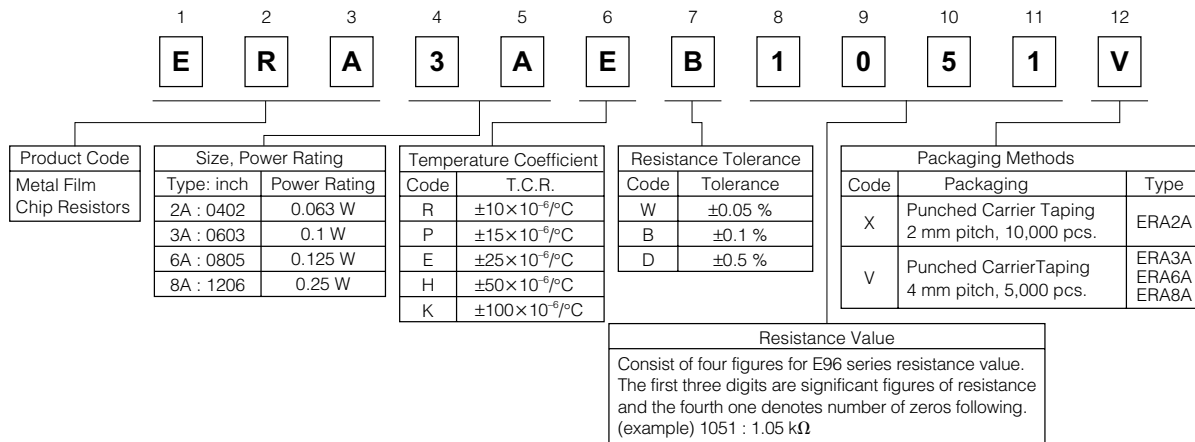 1 2 3 4 5 6 7 8 9 10 11 12
E R A 3 A E B 1 0 5 1 V
Product Code
Metal Film
Chip Resistors
Size, Power Rating
Type: inch Power Rating
2A : 0402 0.063 W
3A : 0603 0.1 W
6A : 0805 0.125 W
8A : 1206 0.25 W
Temperature Coefficient
Code T.C.R.
R ±10×10⁻⁶/°C
P ±15×10⁻⁶/°C
E ±25×10⁻⁶/°C
H ±50×10⁻⁶/°C
K ±100×10⁻⁶/°C
Resistance Tolerance
Code Tolerance
W ±0.05 %
B ±0.1 %
D ±0.5 %
Packaging Methods
Code Packaging Type
X Punched Carrier Taping
2 mm pitch, 10,000 pcs. ERA2A
V Punched CarrierTaping
4 mm pitch, 5,000 pcs. ERA3A
ERA6A
ERA8A
Resistance Value
Consist of four figures for E96 series resistance value.
The first three digits are significant figures of resistance
and the fourth one denotes number of zeros following.
(example) 1051 : 1.05 kΩ